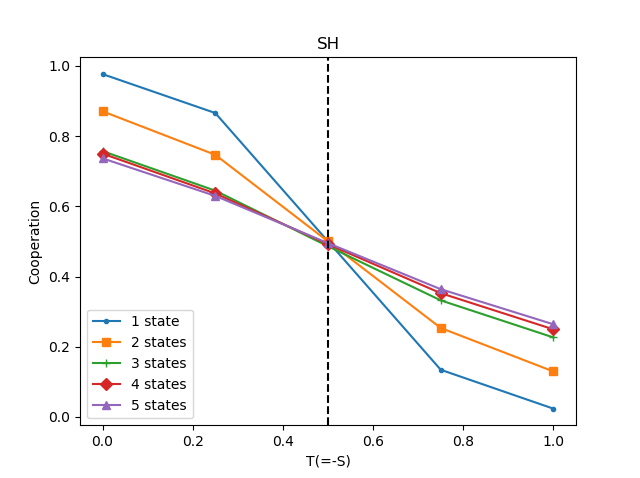 SH
Cooperation
1.0
0.8
0.6
0.4
0.2
0.0
1 state
2 states
3 states
4 states
5 states
0.0 0.2 0.4 0.6 0.8 1.0
T(=-S)